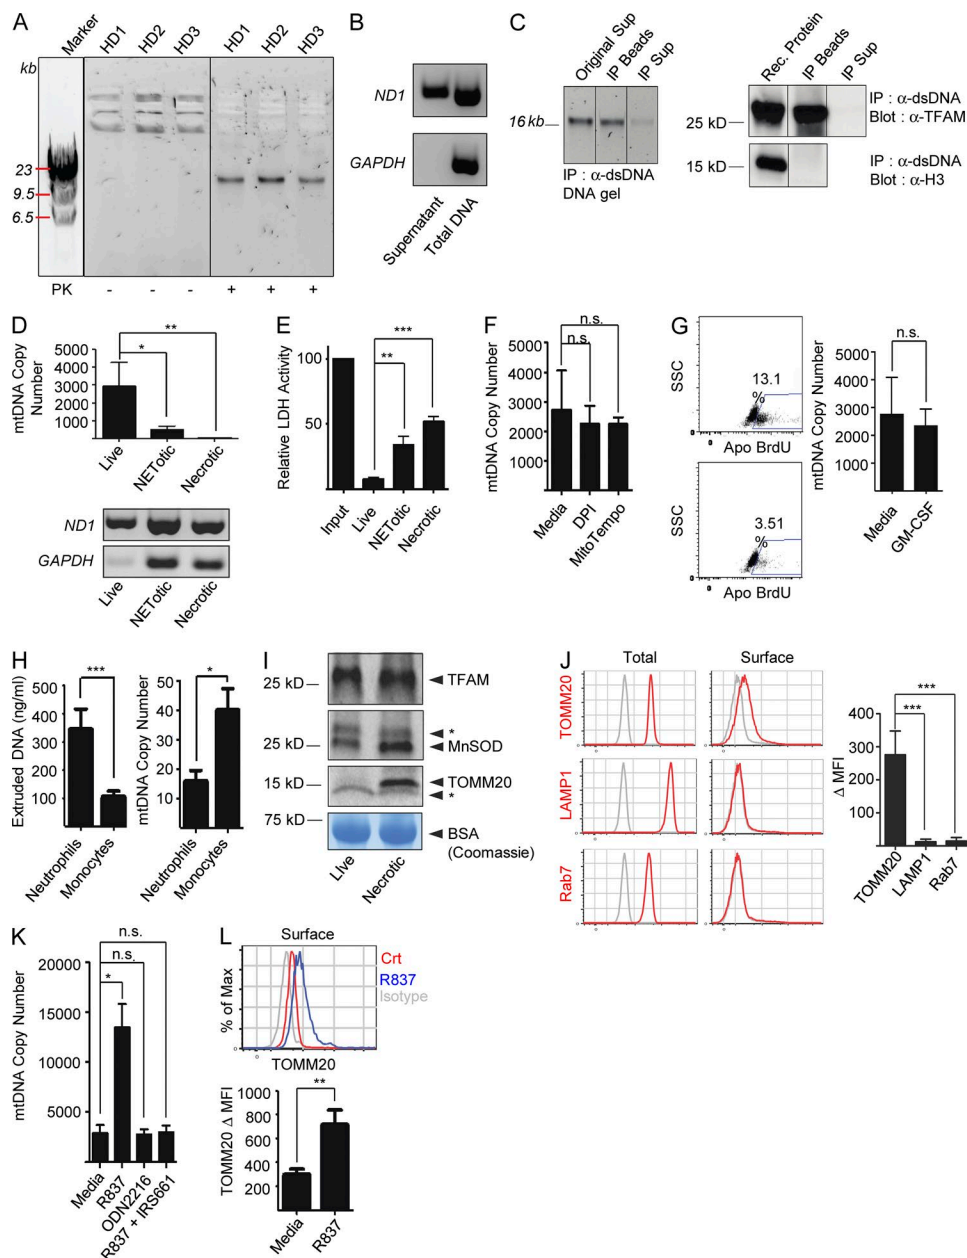 A
kb
Marker
HD1
HD2
HD3
HD1
HD2
HD3
23
9.5
6.5
PK
-
-
-
+
+
+
B
ND1
GAPDH
Supernatant
Total DNA
C
Original Sup
IP Beads
IP Sup
16 kb
IP : α-dsDNA
DNA gel
Rec. Protein
IP Beads
IP Sup
25 kD
IP : α-dsDNA
Blot : α-TFAM
15 kD
IP : α-dsDNA
Blot : α-H3
D
mtDNA Copy
Number
**
*
5000
4000
3000
2000
1000
0
Live
NETotic
Necrotic
ND1
GAPDH
Live
NETotic
Necrotic
E
Relative LDH Activity
***
**
100
50
Input
Live
NETotic
Necrotic
F
mtDNA Copy Number
n.s.
n.s.
5000
4000
3000
2000
1000
0
Media
DPI
MitoTempo
G
SSC
13.1
%
0
Apo BrdU
SSC
3.51
%
0
Apo BrdU
mtDNA Copy Number
n.s.
5000
4000
3000
2000
1000
0
Media
GM-CSF
H
Extruded DNA (ng/ml)
***
500
400
300
200
100
Neutrophils
Monocytes
mtDNA Copy Number
*
50
40
30
20
10
0
Neutrophils
Monocytes
I
25 kD
TFAM
*
25 kD
MnSOD
15 kD
TOMM20
*
75 kD
BSA
(Coomassie)
Live
Necrotic
J
Total
Surface
TOMM20
LAMP1
Rab7
Δ MFI
***
***
400
300
200
100
TOMM20
LAMP1
Rab7
K
mtDNA Copy Number
n.s.
n.s.
*
20000
15000
10000
5000
0
Media
R837
ODN2216
R837 + IRS661
L
Surface
% of Max
Crt
R837
Isotype
0
TOMM20
TOMM20 Δ MFI
**
1000
800
600
400
200
Media
R837